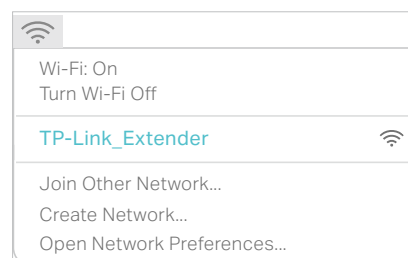 Wi-Fi: On
Turn Wi-Fi Off
TP-Link_Extender
Join Other Network...
Create Network...
Open Network Preferences...